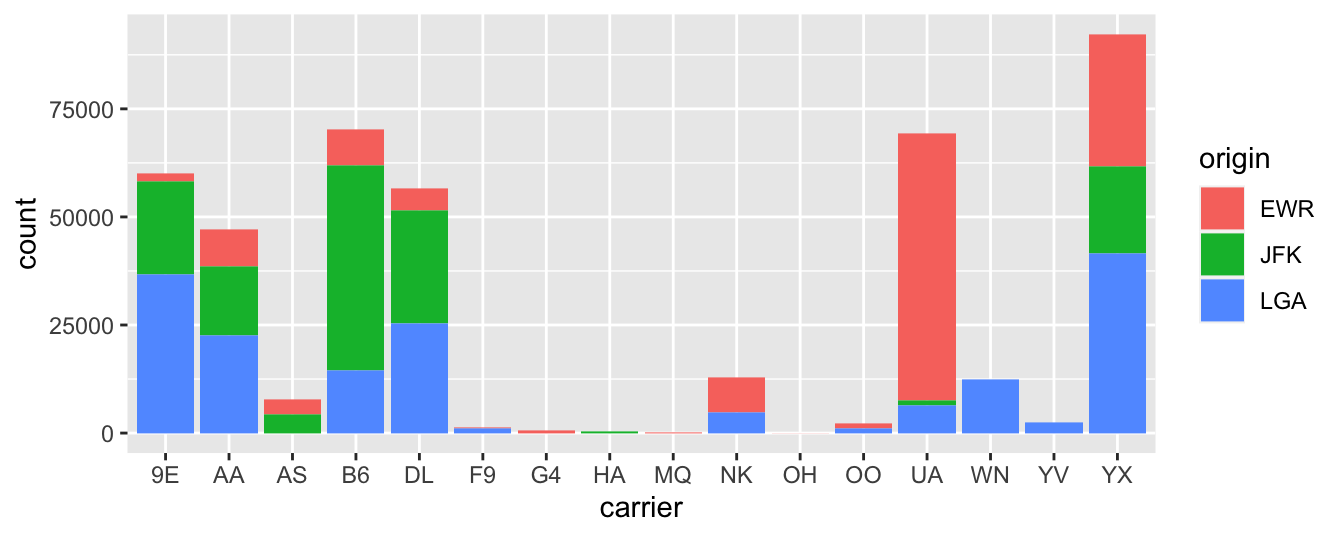 75000
50000
25000
0
count
9E AA AS B6 DL F9 G4 HA MQ NK OH OO UA WN YV YX
carrier
origin
EWR
JFK
LGA